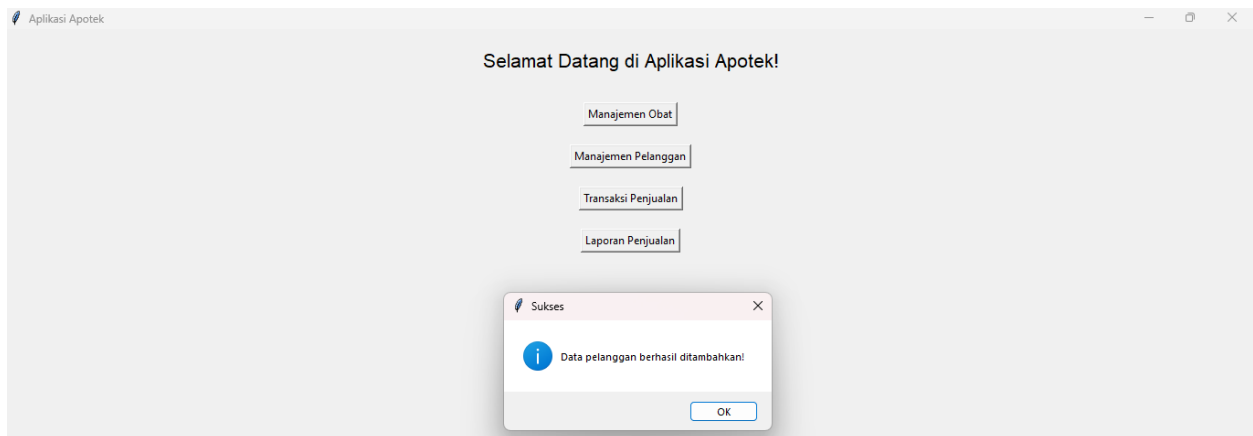 Aplikasi Apotek
Selamat Datang di Aplikasi Apotek!
Manajemen Obat
Manajemen Pelanggan
Transaksi Penjualan
Laporan Penjualan
Sukses
Data pelanggan berhasil ditambahkan!
OK